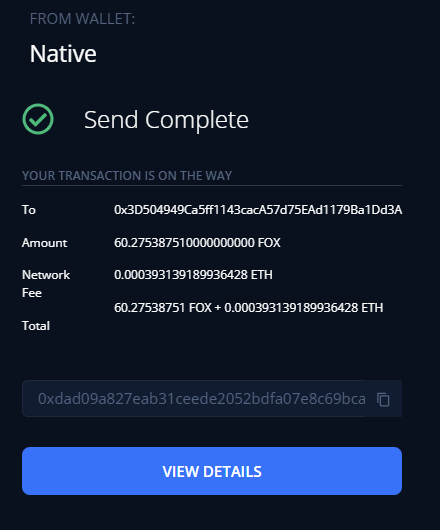 FROM WALLET:
Native
Send Complete
YOUR TRANSACTION IS ON THE WAY
To 0x3D504949Ca5ff1143cacA57d75EAd1179Ba1Dd3A
Amount 60.275387510000000000 FOX
Network Fee 0.000393139189936428 ETH
Total 60.27538751 FOX + 0.000393139189936428 ETH
0xdad09a827eab31ceede2052bdfa07e8c69bca
VIEW DETAILS